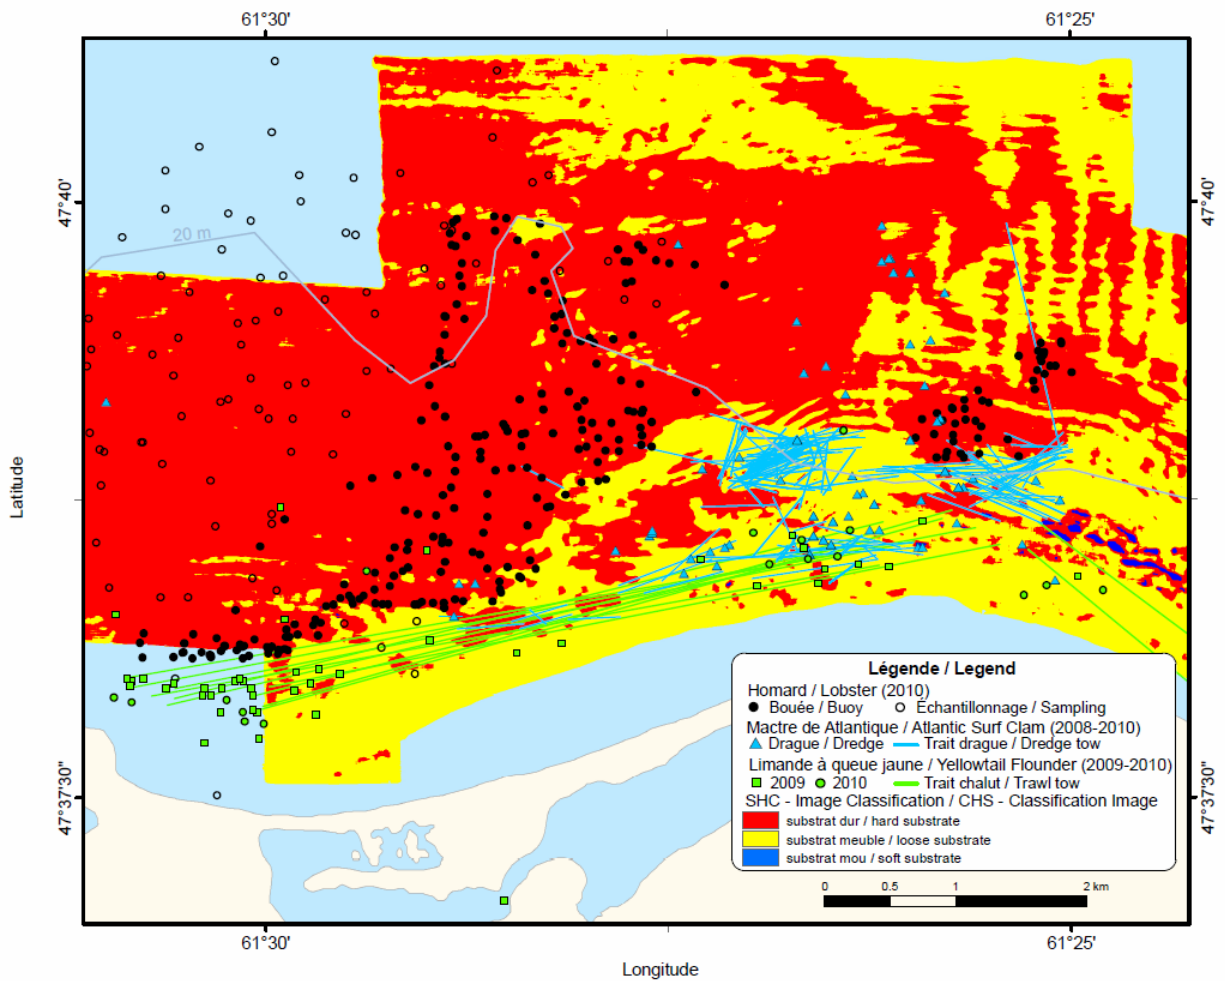 61°30'
61°25'
47°40'
47°40'
20 m
Latitude
Légende / Legend
Homard / Lobster (2010)
Bouée / Buoy
Échantillonnage / Sampling
Mactre de Atlantique / Atlantic Surf Clam (2008-2010)
Drague / Dredge
Trait drague / Dredge tow
Limande à queue jaune / Yellowtail Flounder (2009-2010)
2009
2010
Trait chalut / Trawl tow
SHC - Image Classification / CHS - Classification Image
substrat dur / hard substrate
substrat meuble / loose substrate
substrat mou / soft substrate
47°37'30"
47°37'30"
0 0.5 1 2 km
61°30'
61°25'
Longitude